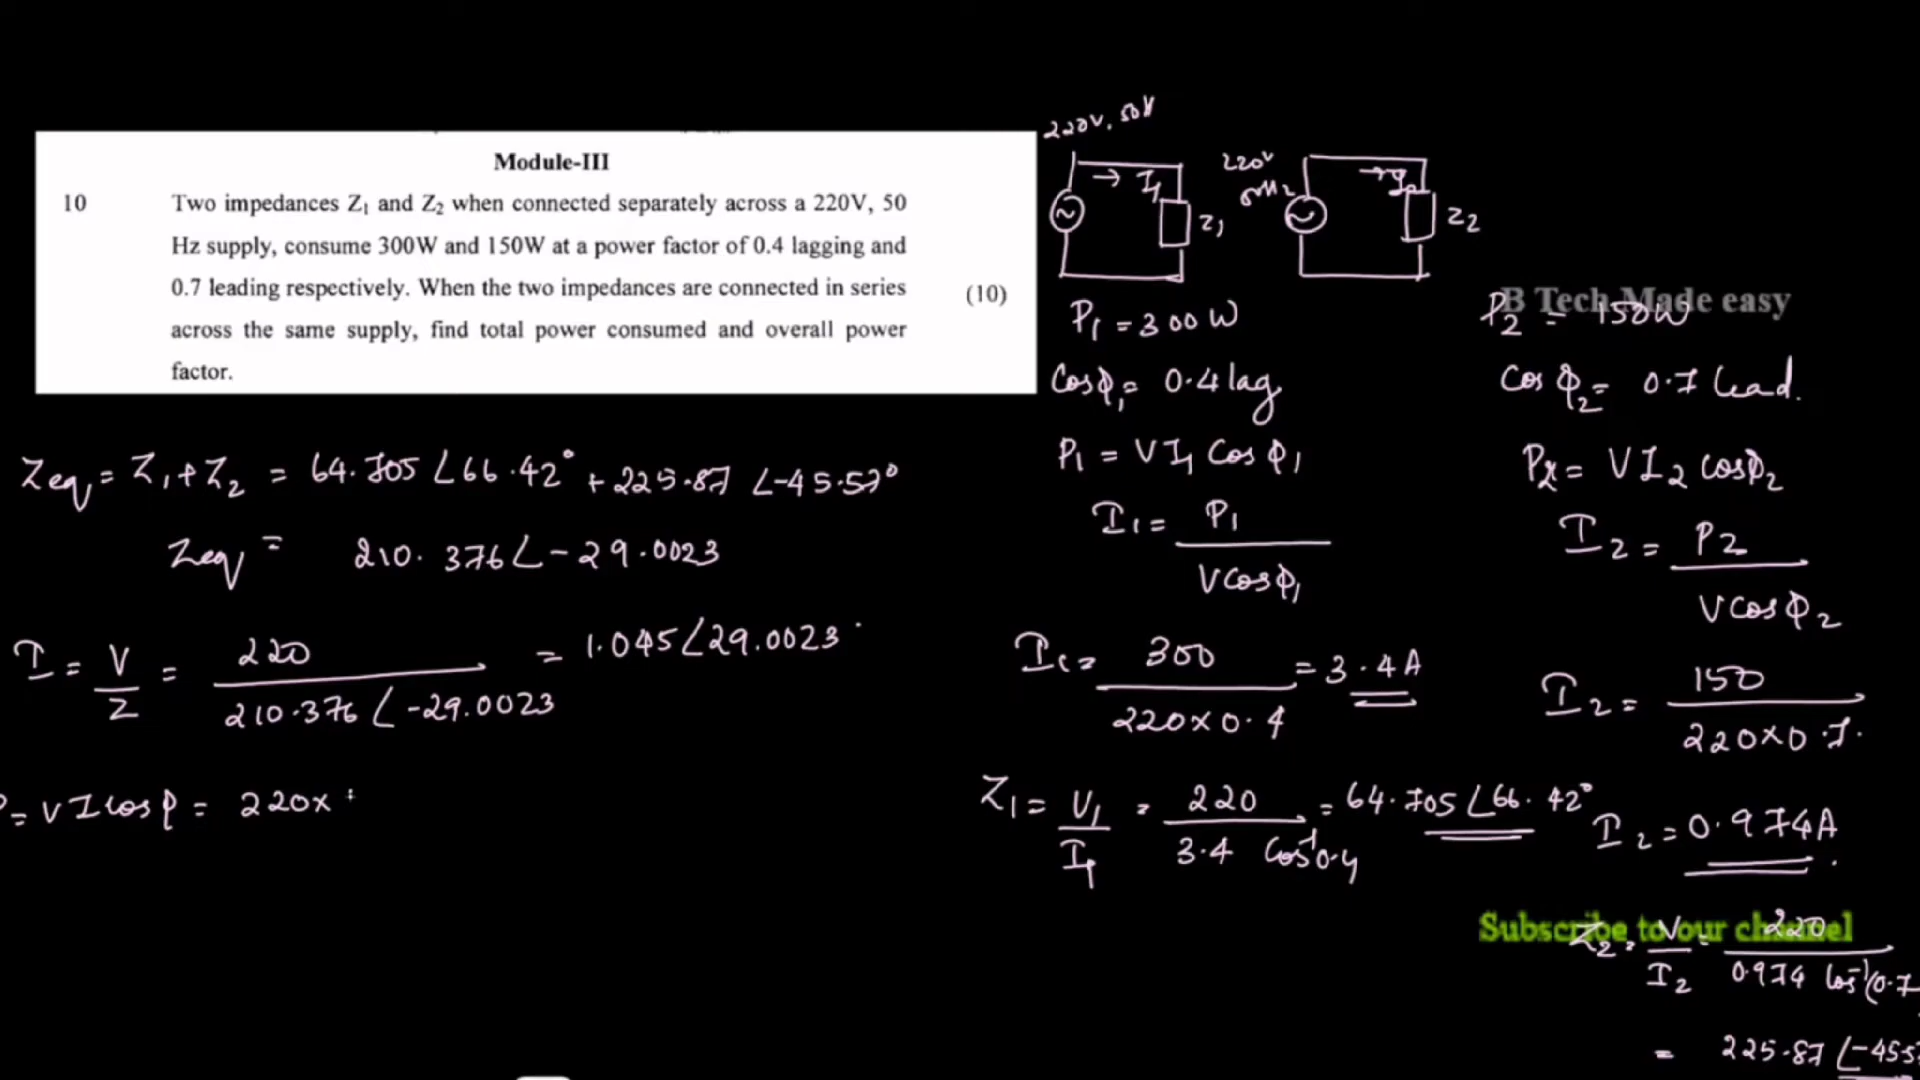 Module-III
10 Two impedances Z₁ and Z₂ when connected separately across a 220V, 50
Hz supply, consume 300W and 150W at a power factor of 0.4 lagging and
0.7 leading respectively. When the two impedances are connected in series
across the same supply, find total power consumed and overall power
factor.
(10)
Zeq = Z₁ + Z₂ = 64.705 ∠66.42° + 225.87 ∠-45.57°
Zeq = 210.376 ∠-29.0023
I = V/Z = 220 / 210.376 ∠-29.0023 = 1.045 ∠29.0023°
= VI cos φ = 220 x
220V, 50
I₁
Z₁
220V
Z₂
B Tech Made easy
P₁ = 300 W
cos φ₁ = 0.4 lag
P₁ = V I₁ cos φ₁
I₁ = P₁ / V cos φ₁
I₁ = 300 / 220 x 0.4 = 3.4 A
Z₁ = V₁ / I₁ = 220 / 3.4 cos⁻¹0.4 = 64.705 ∠66.42°
P₂ = 150W
cos φ₂ = 0.7 lead.
P₂ = V I₂ cos φ₂
I₂ = P₂ / V cos φ₂
I₂ = 150 / 220 x 0.7
I₂ = 0.974A
Subscribe to our channel
Z₂ = V / I₂ = 220 / 0.974 cos⁻¹(0.7
= 225.87 ∠-45.5